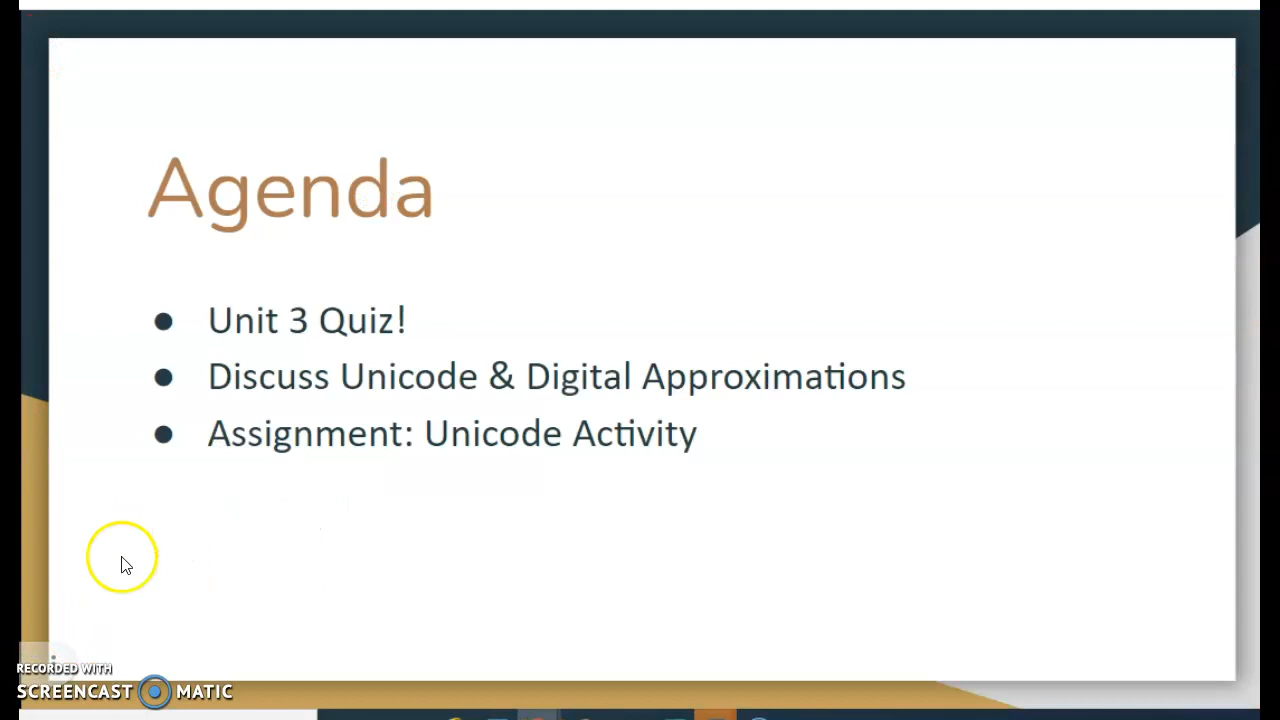 Agenda
● Unit 3 Quiz!
● Discuss Unicode & Digital Approximations
● Assignment: Unicode Activity
RECORDED WITH
SCREENCAST MATIC